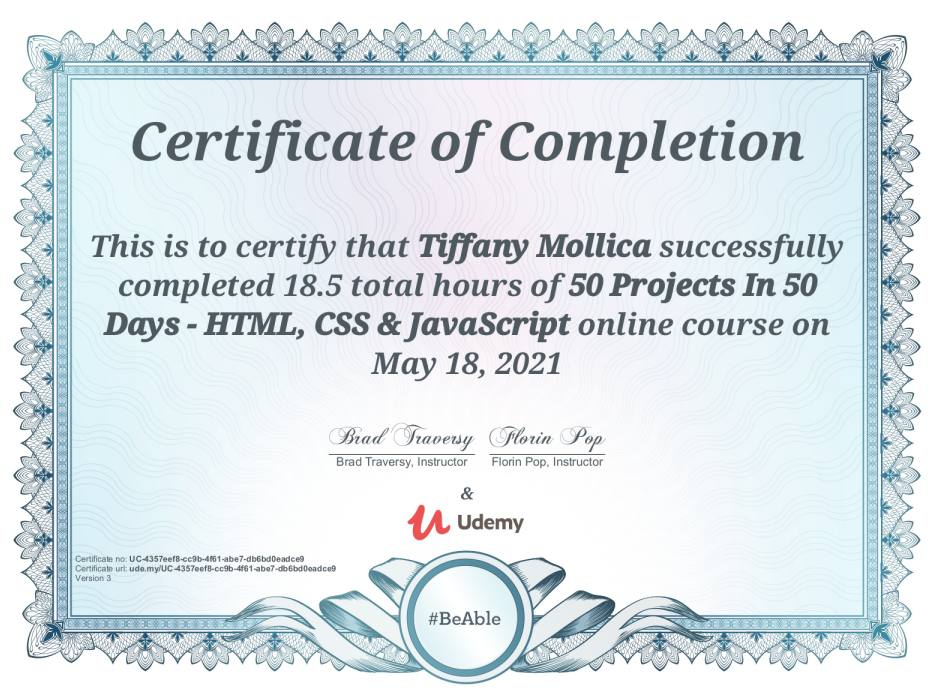 Certificate of Completion
This is to certify that Tiffany Mollica successfully
completed 18.5 total hours of 50 Projects In 50
Days - HTML, CSS & JavaScript online course on
May 18, 2021
Brad Traversy Florin Pop
Brad Traversy, Instructor Florin Pop, Instructor
&
Udemy
Certificate no: UC-4357eef8-cc9b-4f61-abe7-db6bd0eadce9
Certificate url: ude.my/UC-4357eef8-cc9b-4f61-abe7-db6bd0eadce9
Version 3
#BeAble